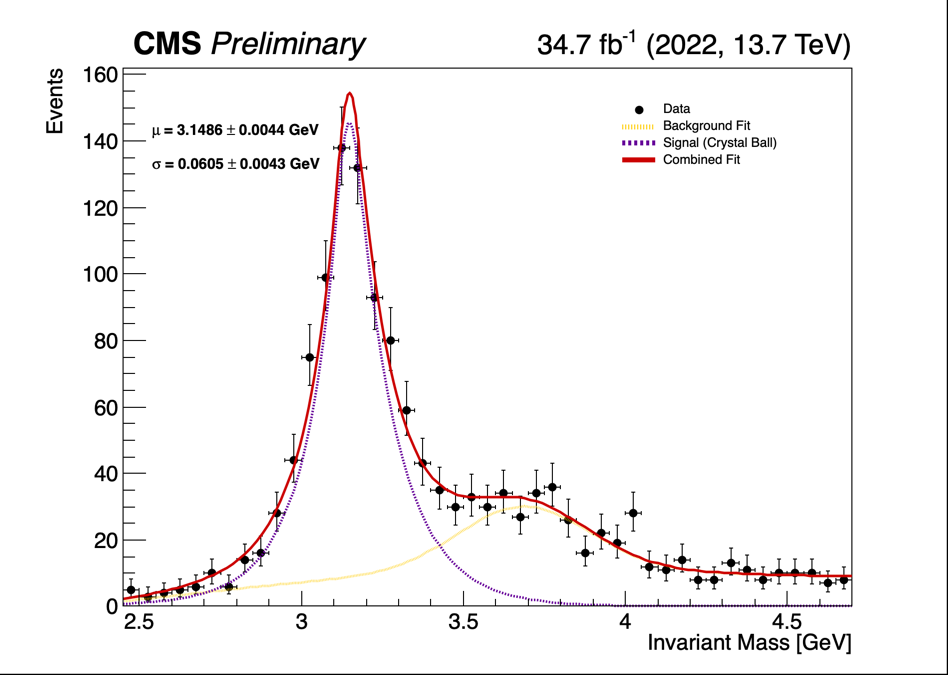 CMS Preliminary
34.7 fb⁻¹ (2022, 13.7 TeV)
Events
160
140
120
100
80
60
40
20
0
μ = 3.1486 ± 0.0044 GeV
σ = 0.0605 ± 0.0043 GeV
Data
Background Fit
Signal (Crystal Ball)
Combined Fit
2.5 3 3.5 4 4.5
Invariant Mass [GeV]